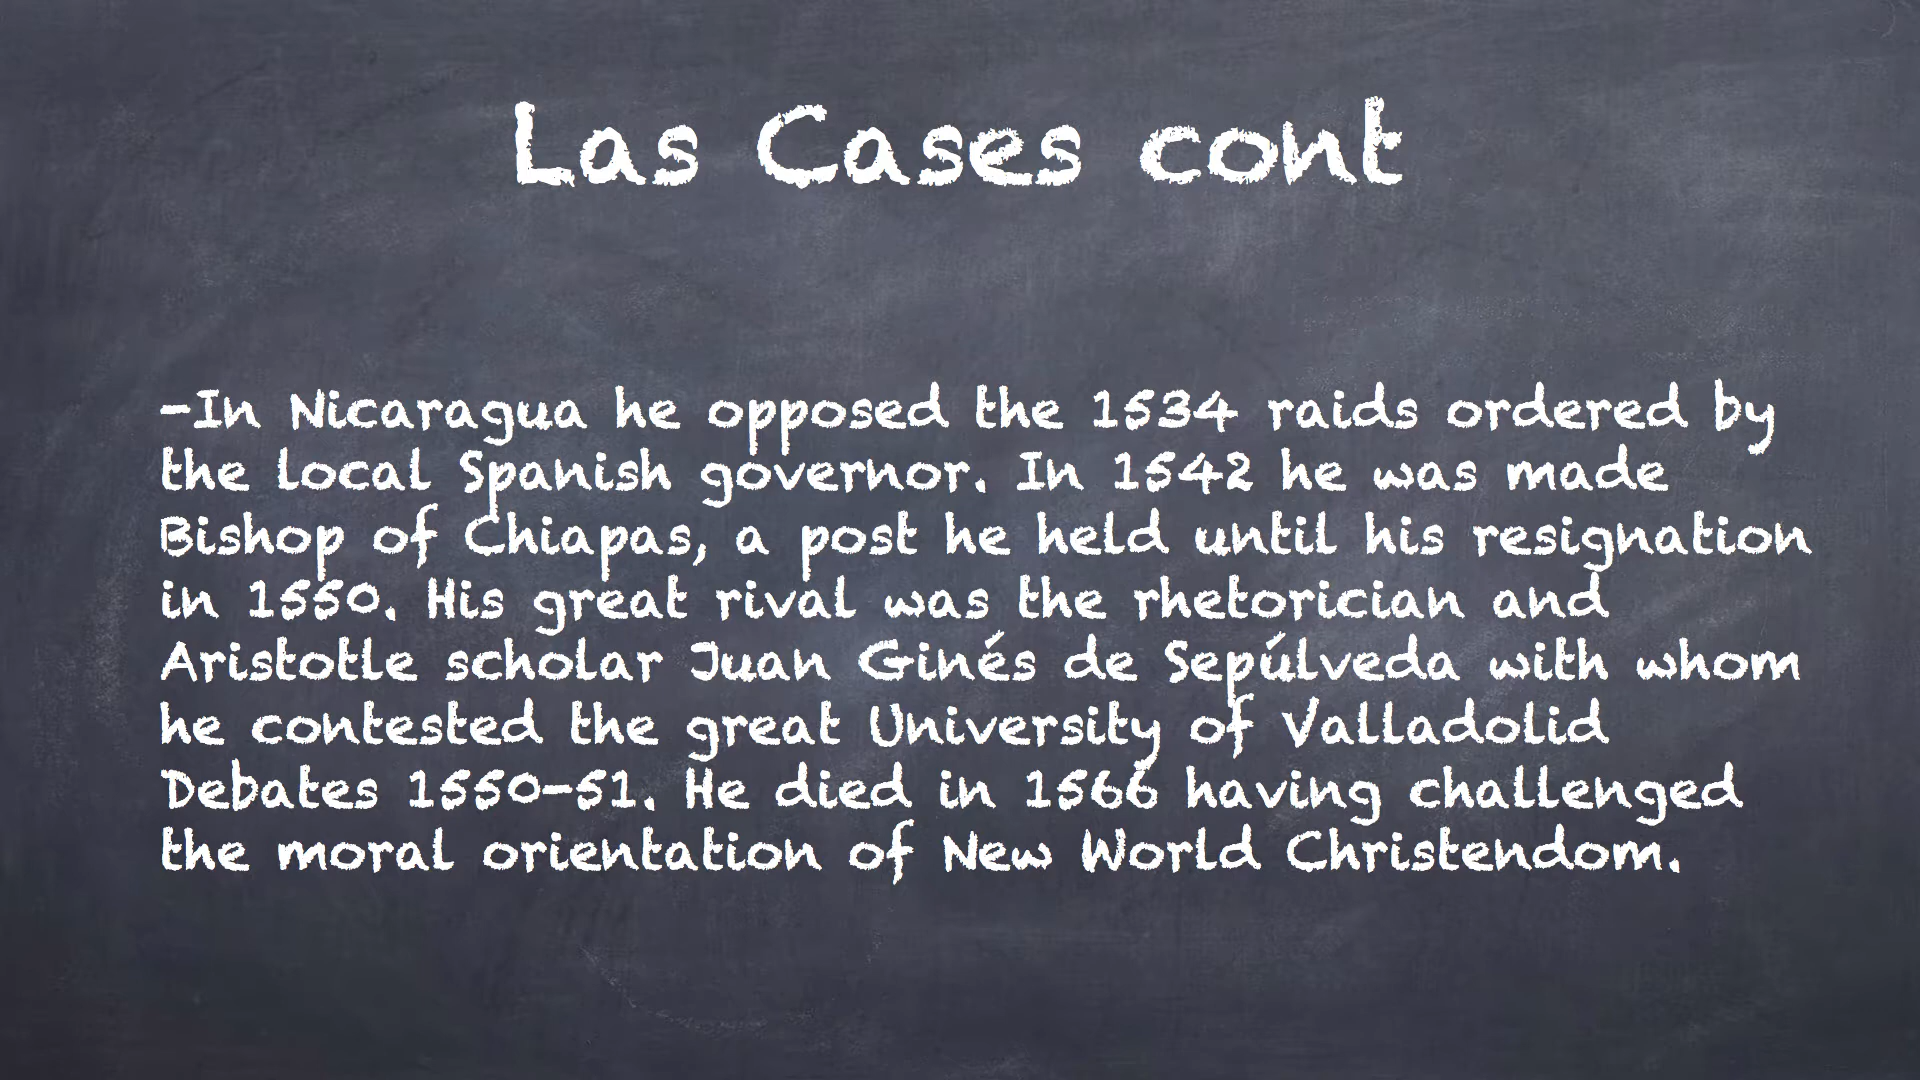 Las Cases cont
-In Nicaragua he opposed the 1534 raids ordered by
the local Spanish governor. In 1542 he was made
Bishop of Chiapas, a post he held until his resignation
in 1550. His great rival was the rhetorician and
Aristotle scholar Juan Ginés de Sepúlveda with whom
he contested the great University of Valladolid
Debates 1550-51. He died in 1566 having challenged
the moral orientation of New World Christendom.